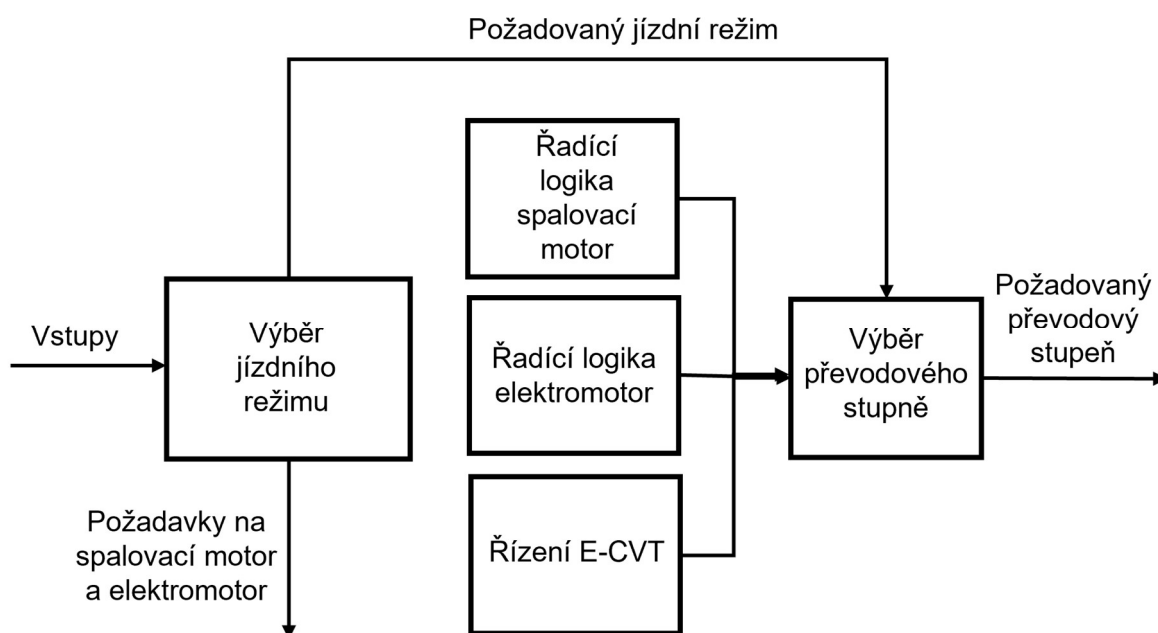 Požadovaný jízdní režim
Řadící
logika
spalovací
motor
Vstupy
Výběr
jízdního
režimu
Řadící logika
elektromotor
Výběr
převodového
stupně
Požadovaný
převodový
stupeň
Požadavky na
spalovací motor
a elektromotor
Řízení E-CVT